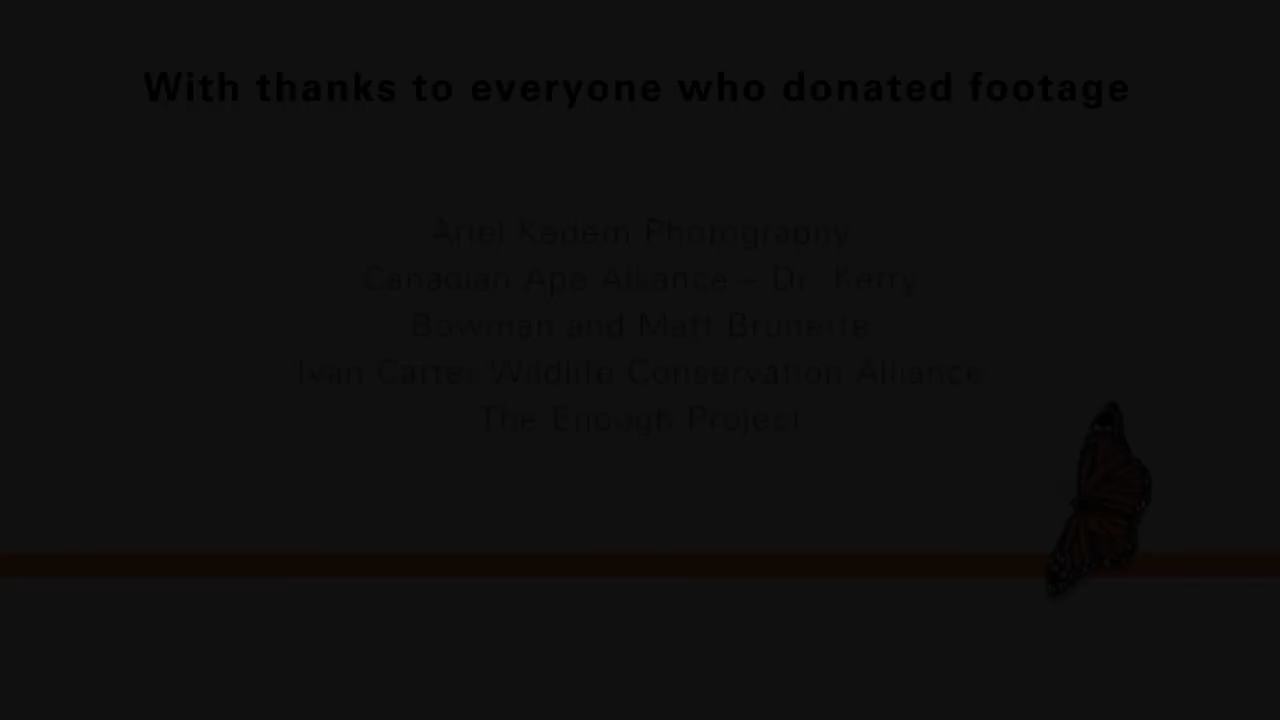 With thanks to everyone who donated footage
Ariel Kedem Photography
Canadian Ape Alliance – Dr. Kerry
Bowman and Matt Brunette
Ivan Carter Wildlife Conservation Alliance
The Enough Project